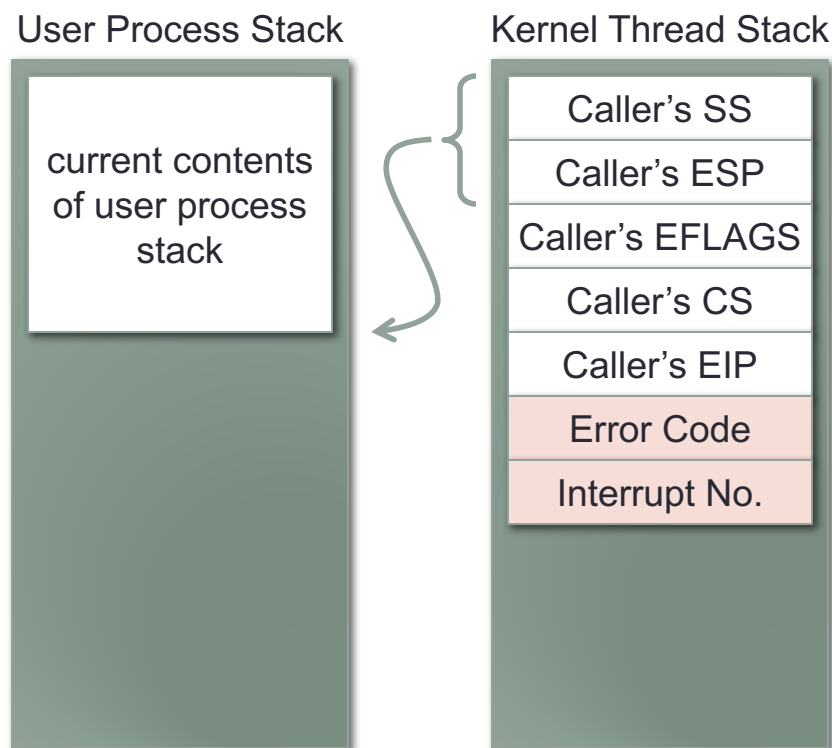 User Process Stack
current contents
of user process
stack
Kernel Thread Stack
Caller’s SS
Caller’s ESP
Caller’s EFLAGS
Caller’s CS
Caller’s EIP
Error Code
Interrupt No.